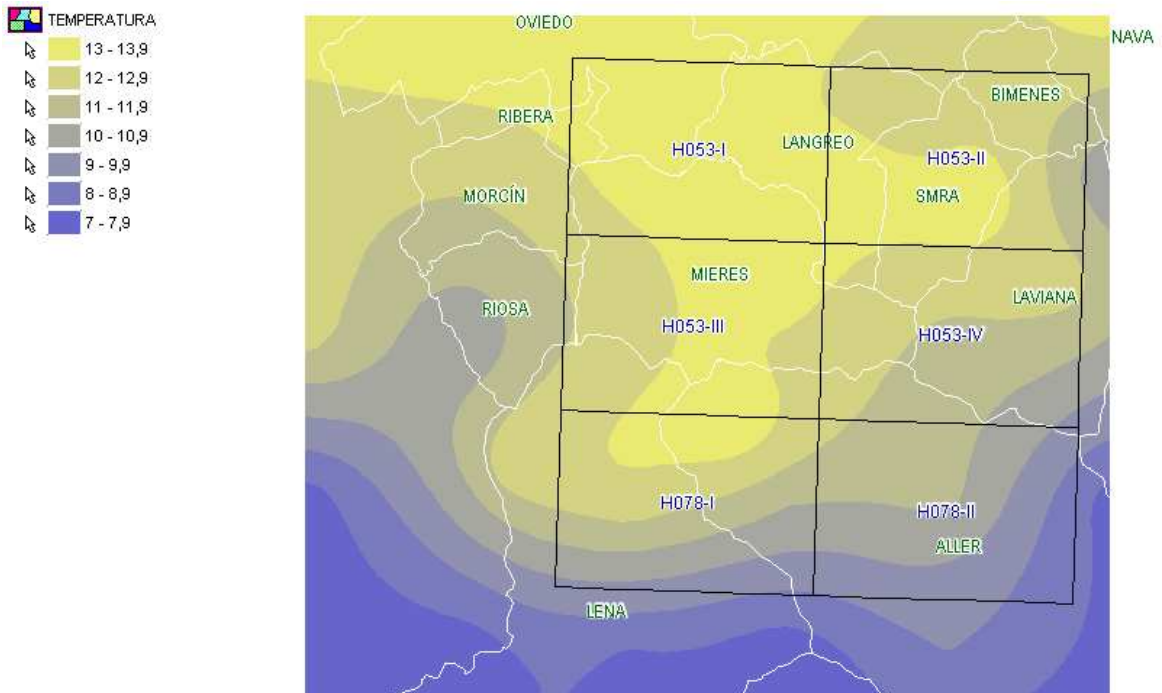 TEMPERATURA
13 - 13,9
12 - 12,9
11 - 11,9
10 - 10,9
9 - 9,9
8 - 8,9
7 - 7,9
OVIEDO
NAVA
BIMENES
RIBERA
LANGREO
H053-I
H053-II
MORCÍN
SMRA
MIERES
LAVIANA
RIOSA
H053-III
H053-IV
H078-I
H078-II
ALLER
LENA